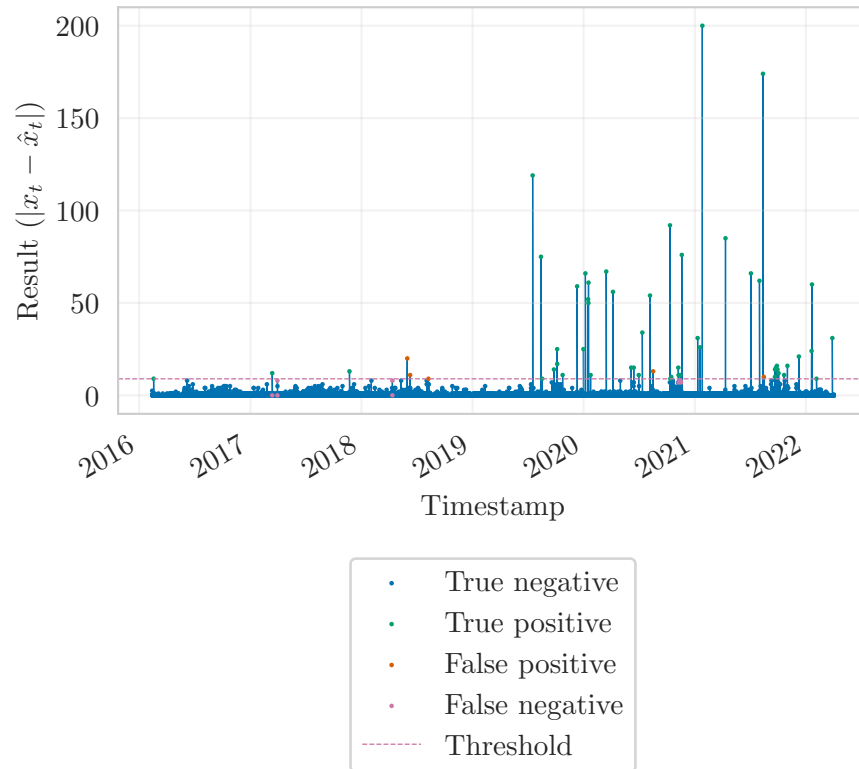 200
150
100
50
0
Result (|x_t − x̂_t|)
2016 2017 2018 2019 2020 2021 2022
Timestamp
True negative
True positive
False positive
False negative
Threshold